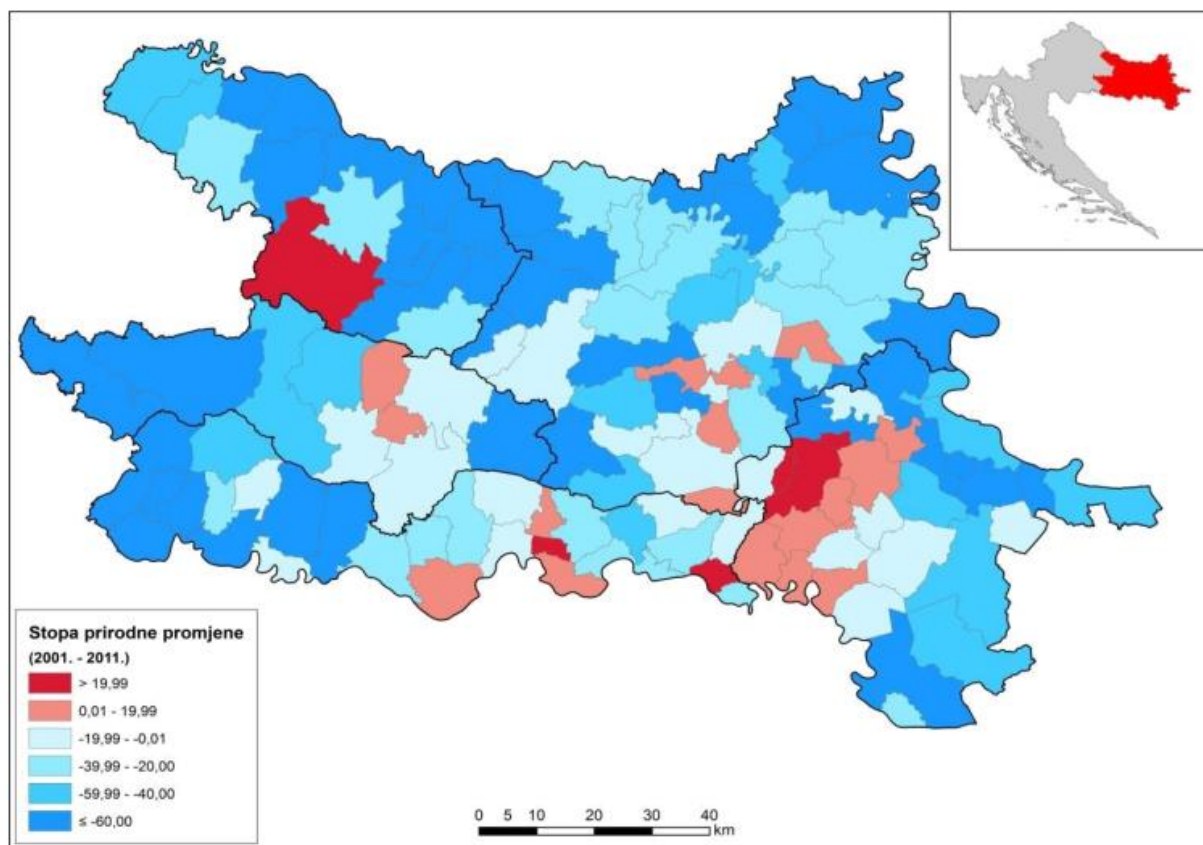 Stopa prirodne promjene
(2001. - 2011.)
> 19,99
0,01 - 19,99
-19,99 - -0,01
-39,99 - -20,00
-59,99 - -40,00
≤ -60,00
0 5 10 20 30 40
km